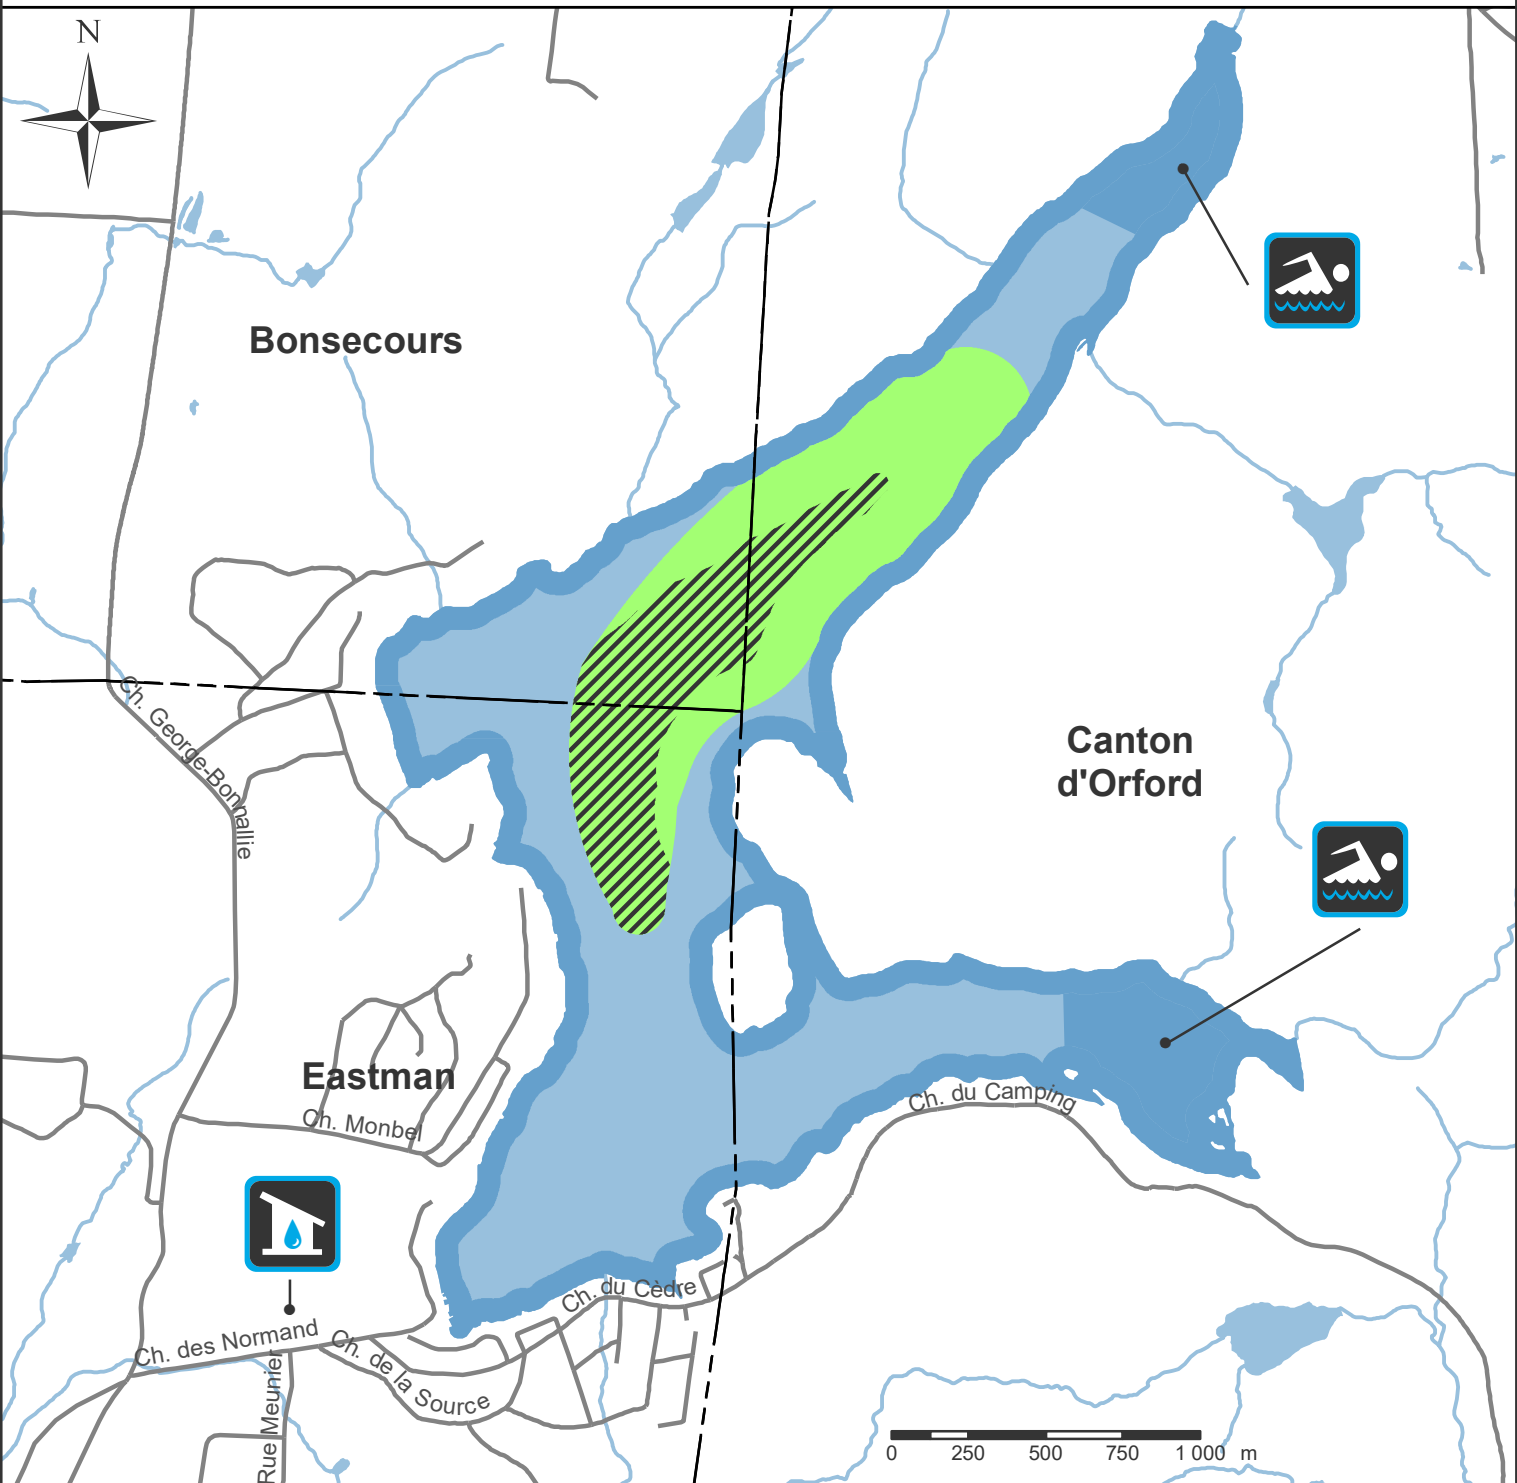 N
Bonsecours
Ch. George-Bonnallie
Canton
d'Orford
Eastman
Ch. du Camping
Ch. Monbel
Ch. du Cèdre
Ch. des Normand
Ch. de la Source
Rue Meunier
0 250 500 750 1 000 m